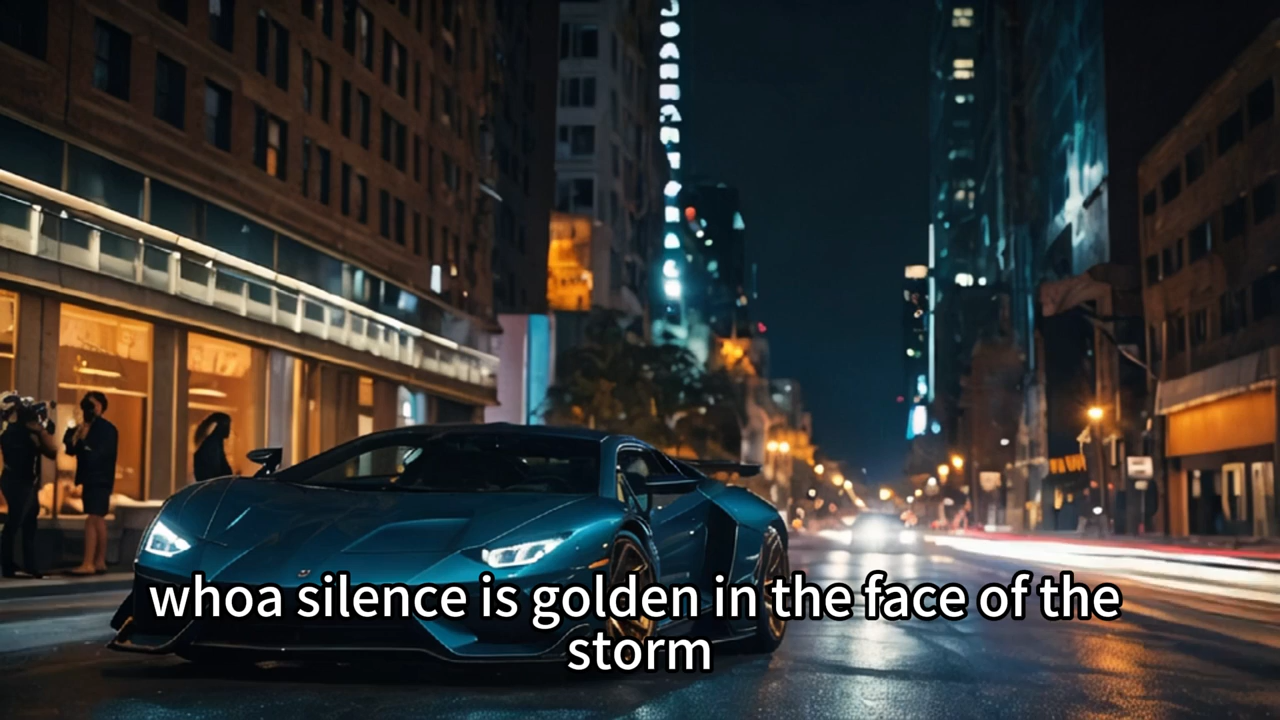 whoa silence is golden in the face of the
storm